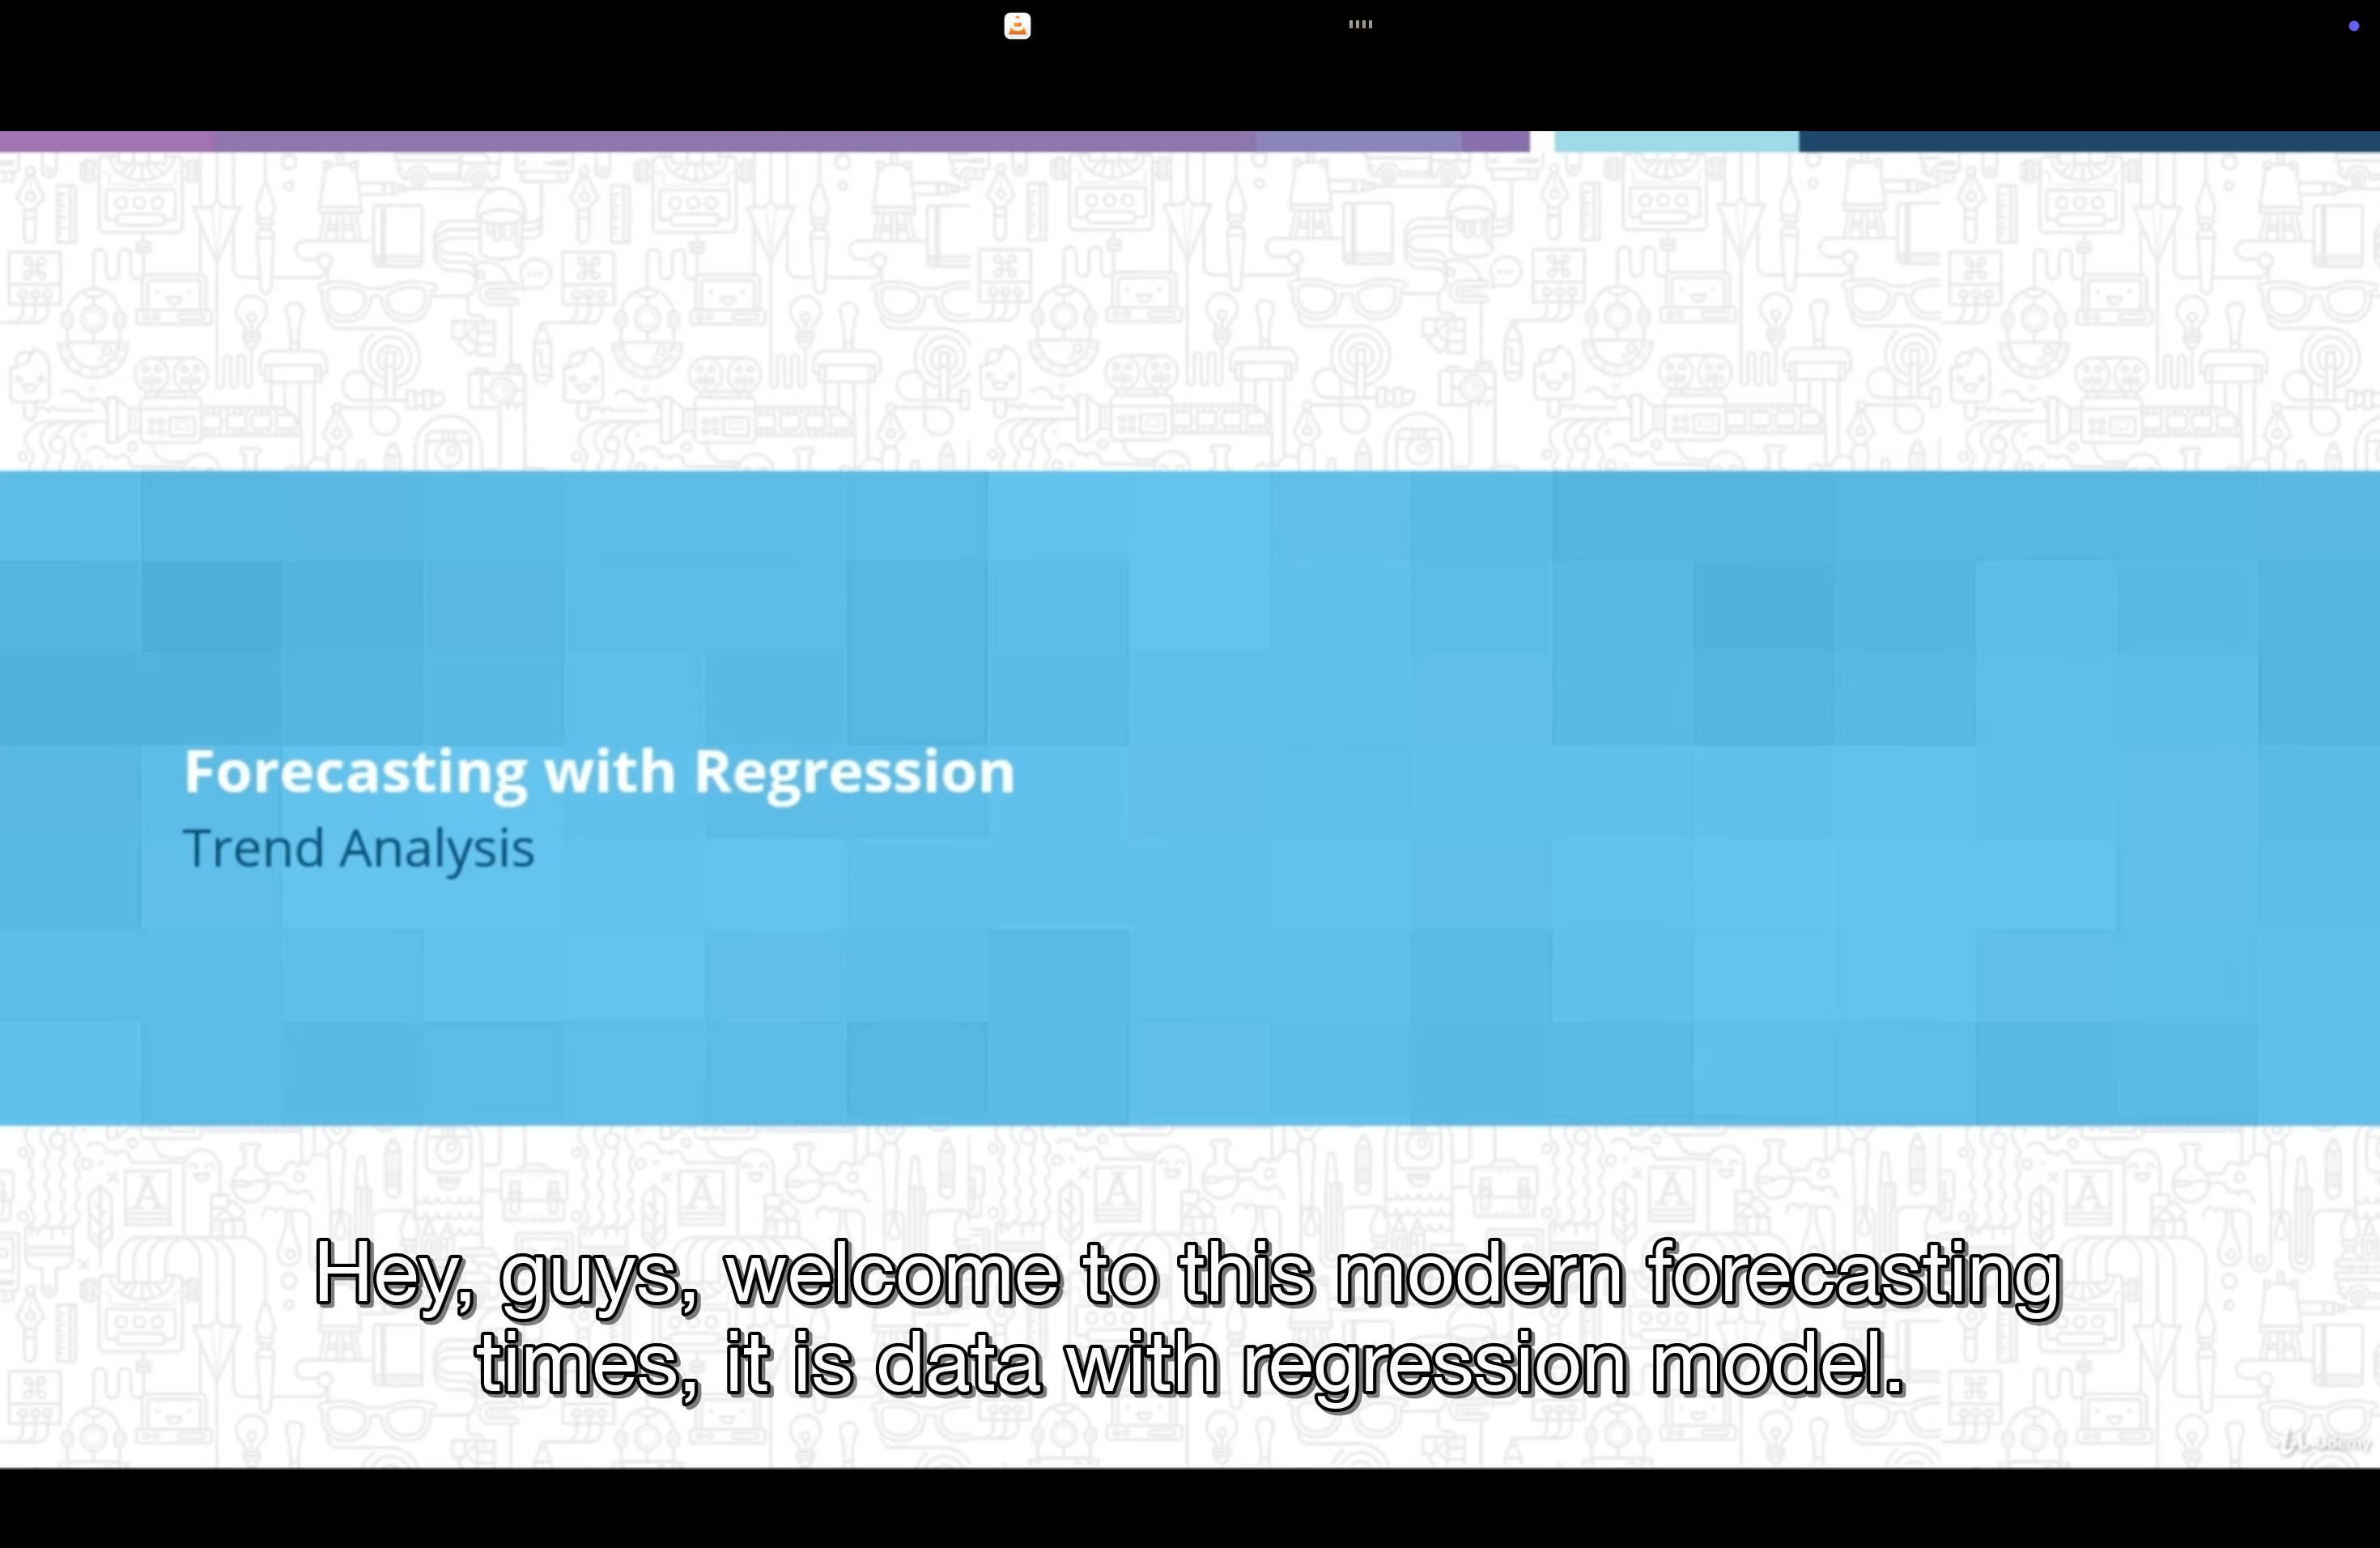 Forecasting with Regression
Trend Analysis
Hey, guys, welcome to this modern forecasting
times, it is data with regression model.
Udemy